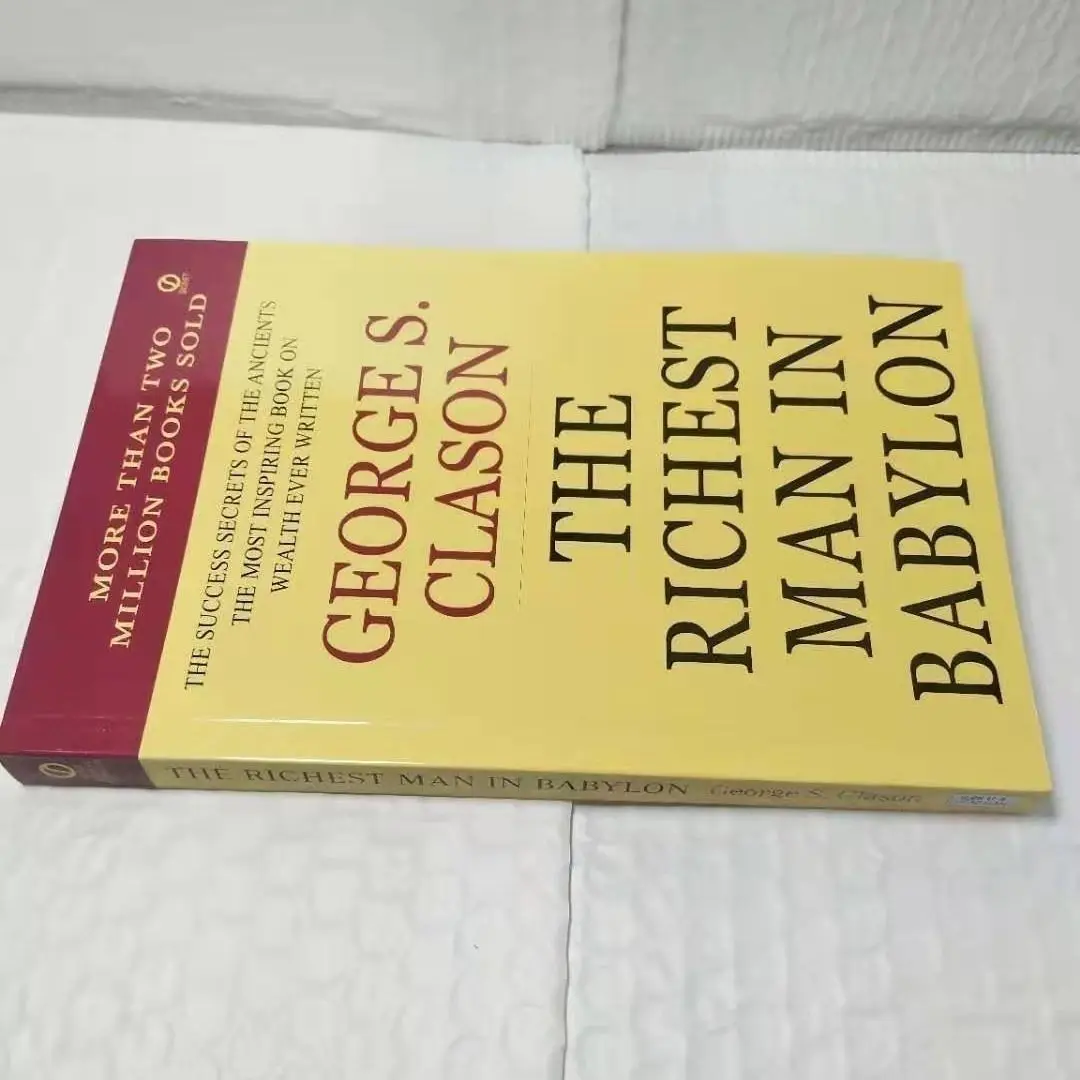 MORE THAN TWO
MILLION BOOKS SOLD
SIGNET
THE SUCCESS SECRETS OF THE ANCIENTS
THE MOST INSPIRING BOOK ON
WEALTH EVER WRITTEN
GEORGE S.
CLASON
THE
RICHEST
MAN IN
BABYLON
THE RICHEST MAN IN BABYLON George S. Clason